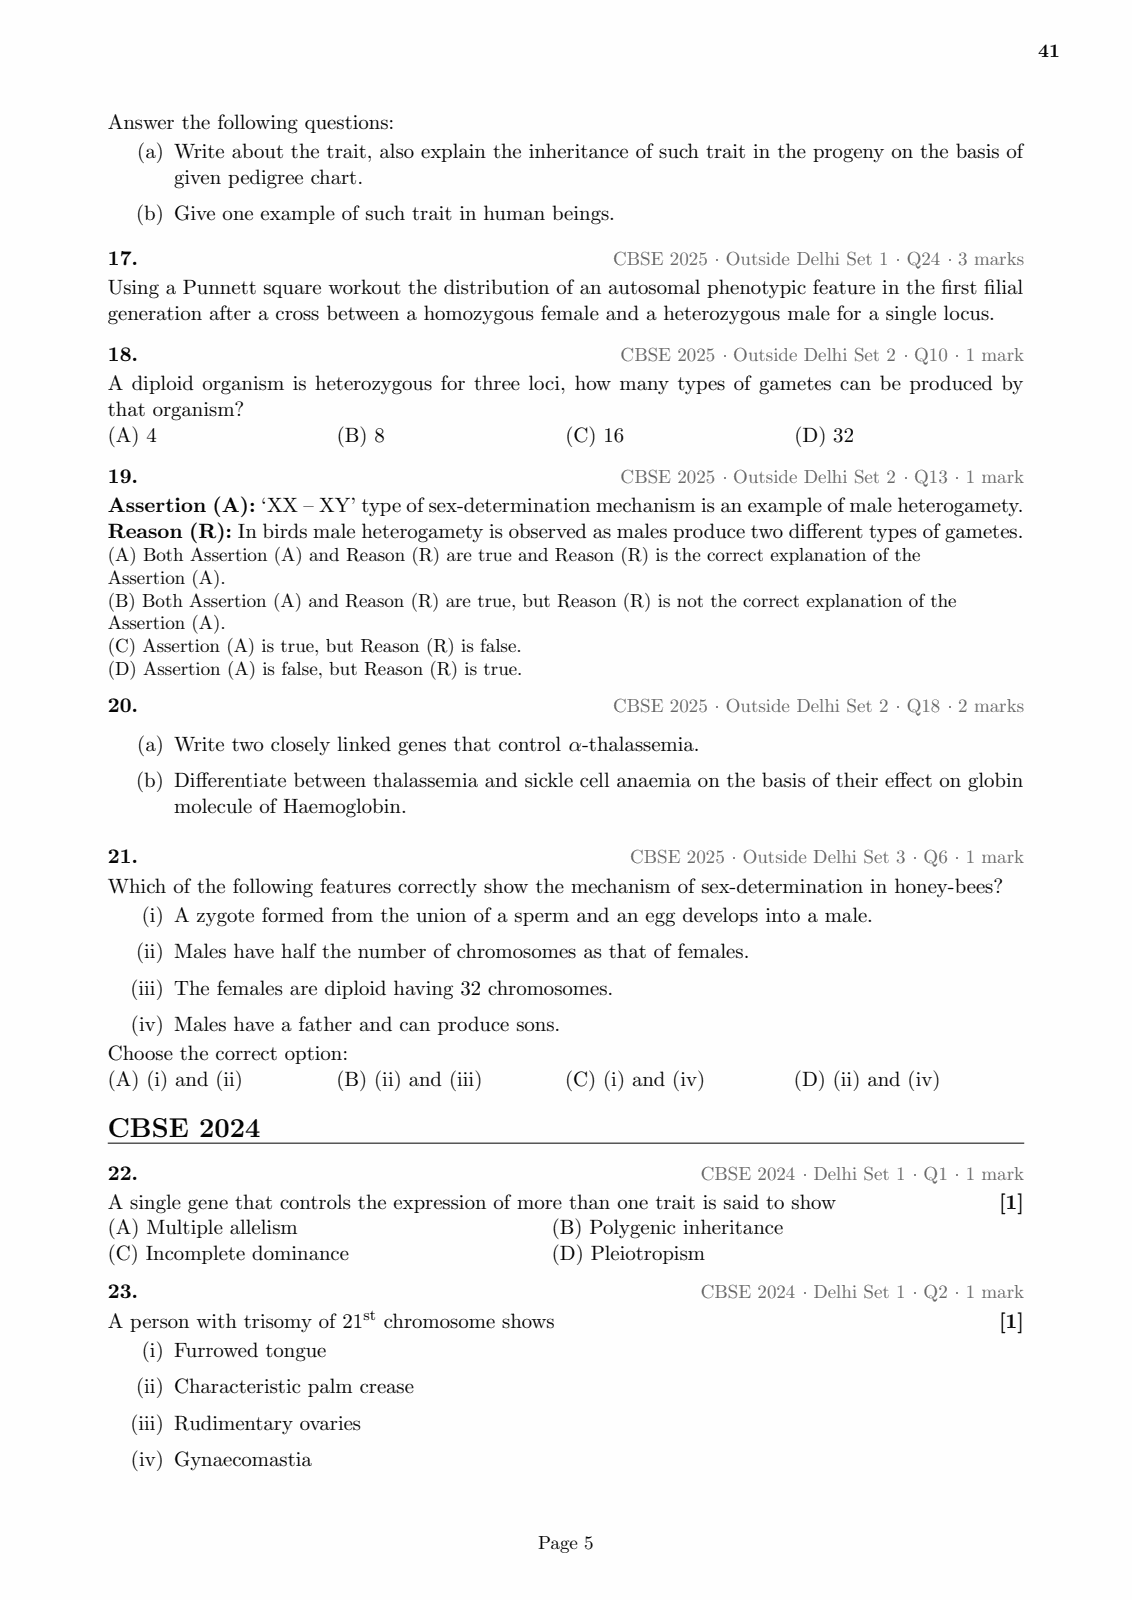 41
Answer the following questions:
(a) Write about the trait, also explain the inheritance of such trait in the progeny on the basis of
given pedigree chart.
(b) Give one example of such trait in human beings.
17. CBSE 2025 · Outside Delhi Set 1 · Q24 · 3 marks
Using a Punnett square workout the distribution of an autosomal phenotypic feature in the first filial
generation after a cross between a homozygous female and a heterozygous male for a single locus.
18. CBSE 2025 · Outside Delhi Set 2 · Q10 · 1 mark
A diploid organism is heterozygous for three loci, how many types of gametes can be produced by
that organism?
(A) 4 (B) 8 (C) 16 (D) 32
19. CBSE 2025 · Outside Delhi Set 2 · Q13 · 1 mark
Assertion (A): ‘XX – XY’ type of sex-determination mechanism is an example of male heterogamety.
Reason (R): In birds male heterogamety is observed as males produce two different types of gametes.
(A) Both Assertion (A) and Reason (R) are true and Reason (R) is the correct explanation of the
Assertion (A).
(B) Both Assertion (A) and Reason (R) are true, but Reason (R) is not the correct explanation of the
Assertion (A).
(C) Assertion (A) is true, but Reason (R) is false.
(D) Assertion (A) is false, but Reason (R) is true.
20. CBSE 2025 · Outside Delhi Set 2 · Q18 · 2 marks
(a) Write two closely linked genes that control α-thalassemia.
(b) Differentiate between thalassemia and sickle cell anaemia on the basis of their effect on globin
molecule of Haemoglobin.
21. CBSE 2025 · Outside Delhi Set 3 · Q6 · 1 mark
Which of the following features correctly show the mechanism of sex-determination in honey-bees?
(i) A zygote formed from the union of a sperm and an egg develops into a male.
(ii) Males have half the number of chromosomes as that of females.
(iii) The females are diploid having 32 chromosomes.
(iv) Males have a father and can produce sons.
Choose the correct option:
(A) (i) and (ii) (B) (ii) and (iii) (C) (i) and (iv) (D) (ii) and (iv)
CBSE 2024
22. CBSE 2024 · Delhi Set 1 · Q1 · 1 mark
A single gene that controls the expression of more than one trait is said to show [1]
(A) Multiple allelism (B) Polygenic inheritance
(C) Incomplete dominance (D) Pleiotropism
23. CBSE 2024 · Delhi Set 1 · Q2 · 1 mark
A person with trisomy of 21st chromosome shows [1]
(i) Furrowed tongue
(ii) Characteristic palm crease
(iii) Rudimentary ovaries
(iv) Gynaecomastia
Page 5